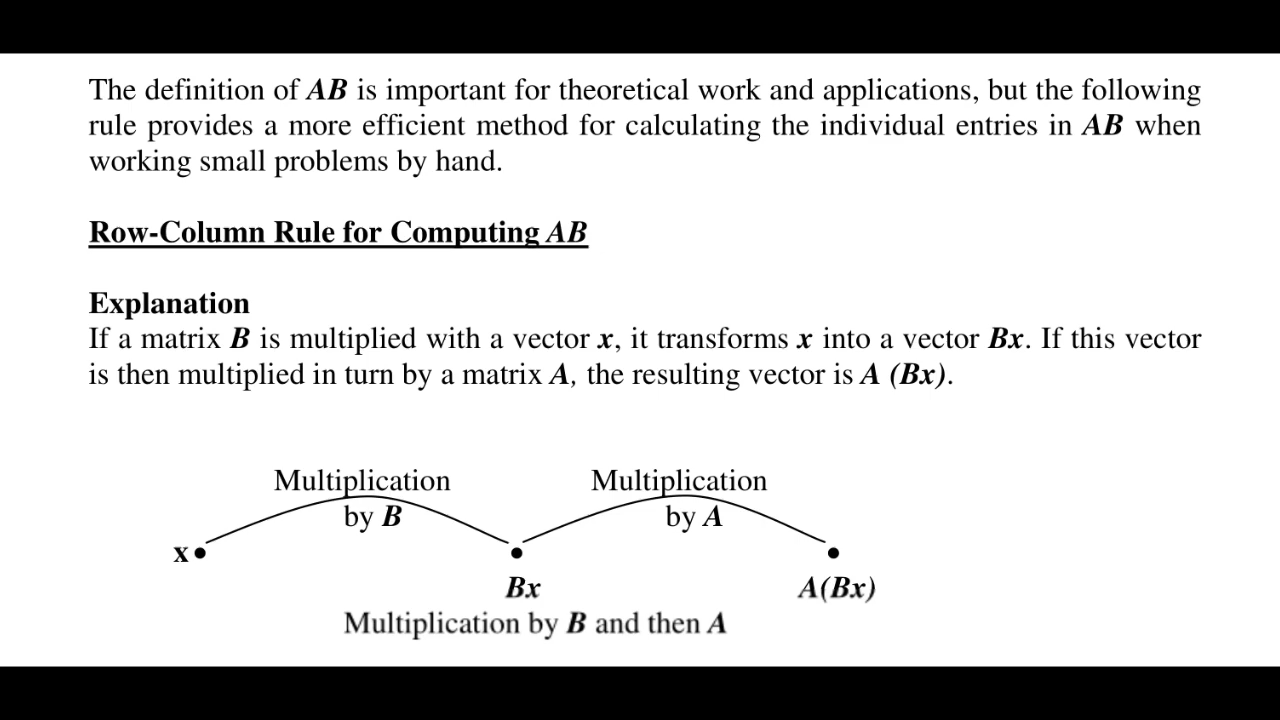 The definition of AB is important for theoretical work and applications, but the following
rule provides a more efficient method for calculating the individual entries in AB when
working small problems by hand.
Row-Column Rule for Computing AB
Explanation
If a matrix B is multiplied with a vector x, it transforms x into a vector Bx. If this vector
is then multiplied in turn by a matrix A, the resulting vector is A (Bx).
Multiplication Multiplication
by B by A
x
Bx A(Bx)
Multiplication by B and then A